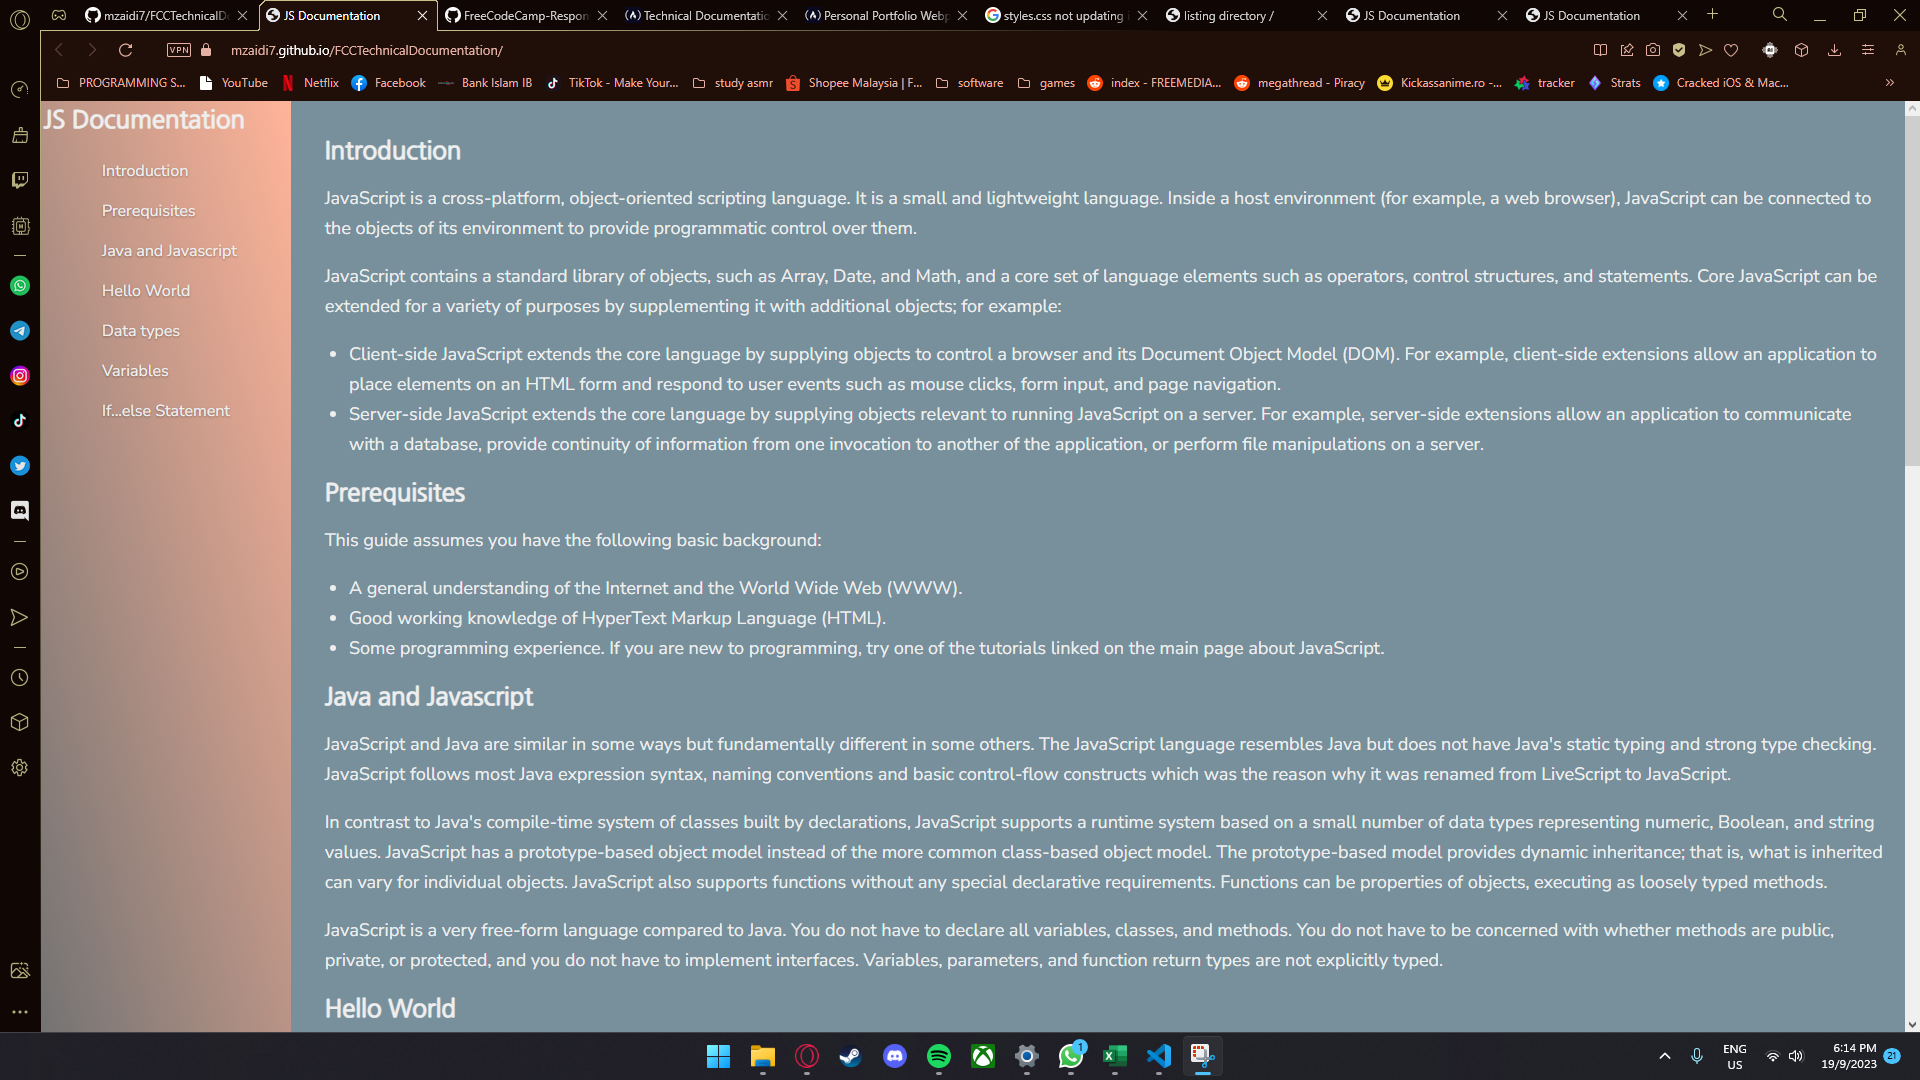 mzaidi7/FCCTechnicalDo
JS Documentation
FreeCodeCamp-Respon
Technical Documentatio
Personal Portfolio Webp
styles.css not updating i
listing directory /
JS Documentation
JS Documentation
VPN
mzaidi7.github.io/FCCTechnicalDocumentation/
PROGRAMMING S...
YouTube
Netflix
Facebook
Bank Islam IB
TikTok - Make Your...
study asmr
Shopee Malaysia | F...
software
games
index - FREEMEDIA...
megathread - Piracy
Kickassanime.ro -...
tracker
Strats
Cracked iOS & Mac...
JS Documentation
Introduction
Prerequisites
Java and Javascript
Hello World
Data types
Variables
If...else Statement
Introduction
JavaScript is a cross-platform, object-oriented scripting language. It is a small and lightweight language. Inside a host environment (for example, a web browser), JavaScript can be connected to
the objects of its environment to provide programmatic control over them.
JavaScript contains a standard library of objects, such as Array, Date, and Math, and a core set of language elements such as operators, control structures, and statements. Core JavaScript can be
extended for a variety of purposes by supplementing it with additional objects; for example:
• Client-side JavaScript extends the core language by supplying objects to control a browser and its Document Object Model (DOM). For example, client-side extensions allow an application to
place elements on an HTML form and respond to user events such as mouse clicks, form input, and page navigation.
• Server-side JavaScript extends the core language by supplying objects relevant to running JavaScript on a server. For example, server-side extensions allow an application to communicate
with a database, provide continuity of information from one invocation to another of the application, or perform file manipulations on a server.
Prerequisites
This guide assumes you have the following basic background:
• A general understanding of the Internet and the World Wide Web (WWW).
• Good working knowledge of HyperText Markup Language (HTML).
• Some programming experience. If you are new to programming, try one of the tutorials linked on the main page about JavaScript.
Java and Javascript
JavaScript and Java are similar in some ways but fundamentally different in some others. The JavaScript language resembles Java but does not have Java's static typing and strong type checking.
JavaScript follows most Java expression syntax, naming conventions and basic control-flow constructs which was the reason why it was renamed from LiveScript to JavaScript.
In contrast to Java's compile-time system of classes built by declarations, JavaScript supports a runtime system based on a small number of data types representing numeric, Boolean, and string
values. JavaScript has a prototype-based object model instead of the more common class-based object model. The prototype-based model provides dynamic inheritance; that is, what is inherited
can vary for individual objects. JavaScript also supports functions without any special declarative requirements. Functions can be properties of objects, executing as loosely typed methods.
JavaScript is a very free-form language compared to Java. You do not have to declare all variables, classes, and methods. You do not have to be concerned with whether methods are public,
private, or protected, and you do not have to implement interfaces. Variables, parameters, and function return types are not explicitly typed.
Hello World
1
ENG
US
6:14 PM
19/9/2023
21